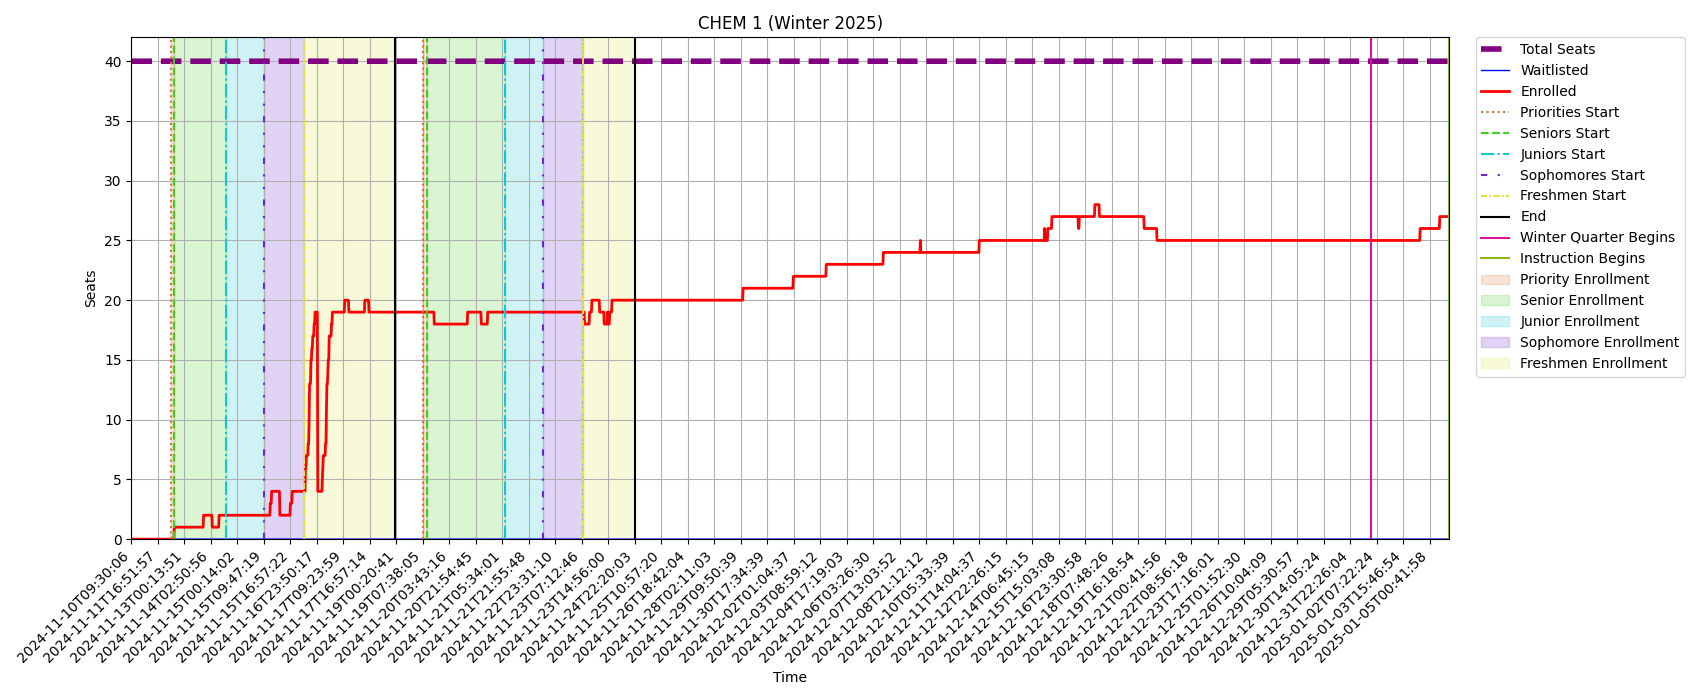 CHEM 1 (Winter 2025)
Seats
40
35
30
25
20
15
10
5
0
2024-11-10T09:30:06
2024-11-11T16:51:57
2024-11-13T00:13:51
2024-11-14T02:50:56
2024-11-15T00:14:02
2024-11-15T09:47:19
2024-11-15T16:57:22
2024-11-16T23:50:17
2024-11-17T09:23:59
2024-11-17T16:57:14
2024-11-19T00:20:41
2024-11-19T07:38:05
2024-11-20T03:43:16
2024-11-20T21:54:45
2024-11-21T05:34:01
2024-11-21T21:55:48
2024-11-22T23:31:10
2024-11-23T07:12:46
2024-11-23T14:56:00
2024-11-24T22:20:03
2024-11-25T10:57:20
2024-11-26T18:42:04
2024-11-28T02:11:03
2024-11-29T09:50:39
2024-11-30T17:34:39
2024-12-02T01:04:37
2024-12-03T08:59:12
2024-12-04T17:19:03
2024-12-06T03:26:30
2024-12-07T13:03:52
2024-12-08T21:12:12
2024-12-10T05:33:39
2024-12-11T14:04:37
2024-12-12T22:26:15
2024-12-14T06:45:15
2024-12-15T15:03:08
2024-12-16T23:30:58
2024-12-18T07:48:26
2024-12-19T16:18:54
2024-12-21T00:41:56
2024-12-22T08:56:18
2024-12-23T17:16:01
2024-12-25T01:52:30
2024-12-26T10:04:09
2024-12-29T05:30:57
2024-12-30T14:05:24
2024-12-31T22:26:04
2025-01-02T07:22:24
2025-01-03T15:46:54
2025-01-05T00:41:58
Time
Total Seats
Waitlisted
Enrolled
Priorities Start
Seniors Start
Juniors Start
Sophomores Start
Freshmen Start
End
Winter Quarter Begins
Instruction Begins
Priority Enrollment
Senior Enrollment
Junior Enrollment
Sophomore Enrollment
Freshmen Enrollment